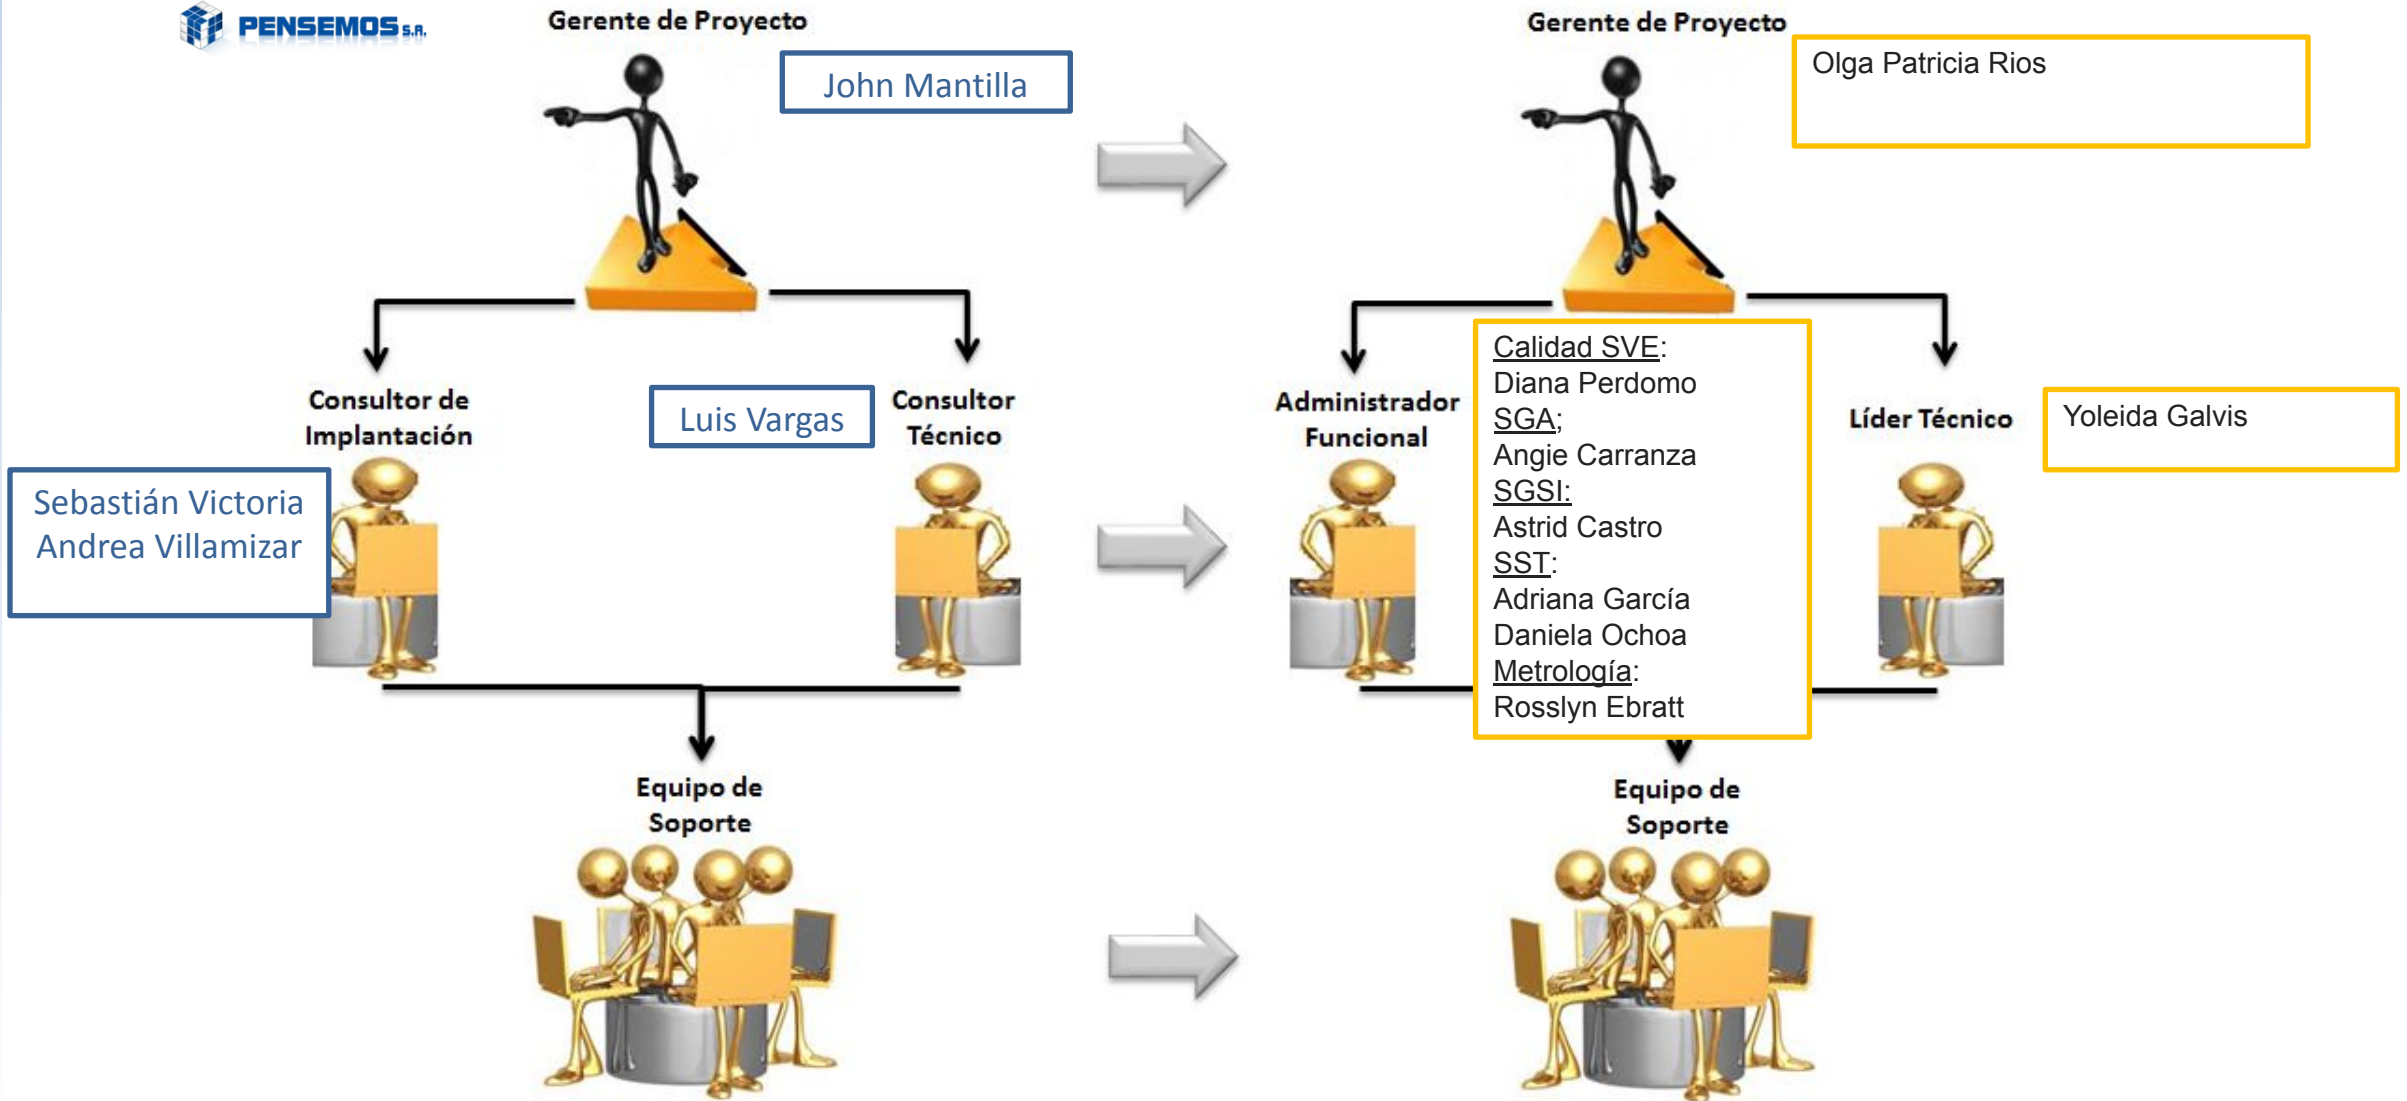 PENSEMOS S.A.
Gerente de Proyecto
John Mantilla
Consultor de
Implantación
Sebastián Victoria
Andrea Villamizar
Luis Vargas
Consultor
Técnico
Equipo de
Soporte
Gerente de Proyecto
Olga Patricia Rios
Administrador
Funcional
Calidad SVE:
Diana Perdomo
SGA;
Angie Carranza
SGSI:
Astrid Castro
SST:
Adriana García
Daniela Ochoa
Metrología:
Rosslyn Ebratt
Líder Técnico
Yoleida Galvis
Equipo de
Soporte